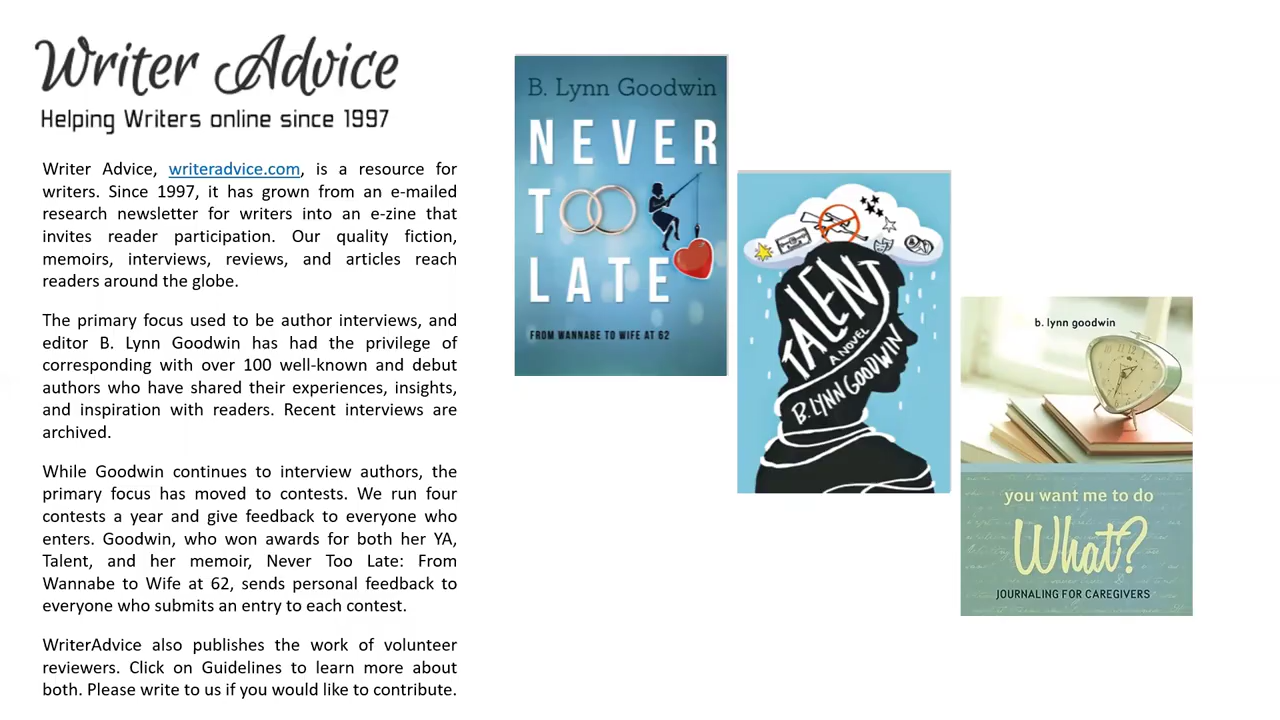 Writer Advice
Helping Writers online since 1997
Writer Advice, writeradvice.com, is a resource for
writers. Since 1997, it has grown from an e-mailed
research newsletter for writers into an e-zine that
invites reader participation. Our quality fiction,
memoirs, interviews, reviews, and articles reach
readers around the globe.
The primary focus used to be author interviews, and
editor B. Lynn Goodwin has had the privilege of
corresponding with over 100 well-known and debut
authors who have shared their experiences, insights,
and inspiration with readers. Recent interviews are
archived.
While Goodwin continues to interview authors, the
primary focus has moved to contests. We run four
contests a year and give feedback to everyone who
enters. Goodwin, who won awards for both her YA,
Talent, and her memoir, Never Too Late: From
Wannabe to Wife at 62, sends personal feedback to
everyone who submits an entry to each contest.
WriterAdvice also publishes the work of volunteer
reviewers. Click on Guidelines to learn more about
both. Please write to us if you would like to contribute.
B. Lynn Goodwin
NEVER
TOO
LATE
FROM WANNABE TO WIFE AT 62
TALENT
A NOVEL
B. LYNN GOODWIN
b. lynn goodwin
you want me to do
What?
JOURNALING FOR CAREGIVERS